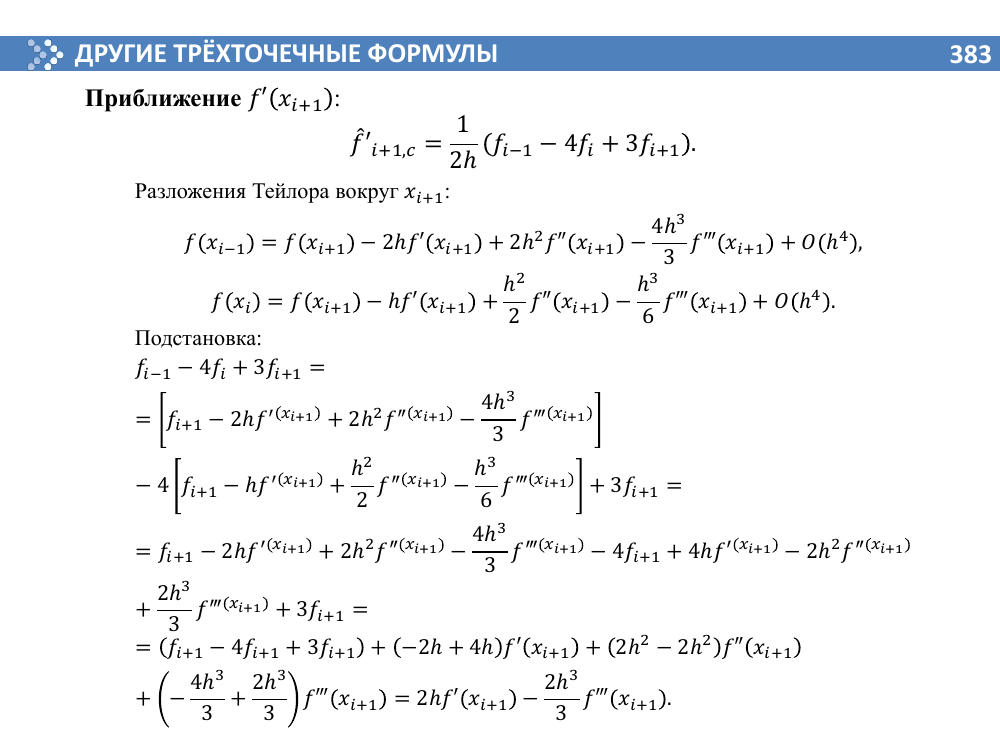 ДРУГИЕ ТРЁХТОЧЕЧНЫЕ ФОРМУЛЫ 383
Приближение $f'(x_{i+1})$:
$\hat{f}'_{i+1,c} = \frac{1}{2h}(f_{i-1} - 4f_i + 3f_{i+1}).$
Разложения Тейлора вокруг $x_{i+1}$:
$f(x_{i-1}) = f(x_{i+1}) - 2hf'(x_{i+1}) + 2h^2f''(x_{i+1}) - \frac{4h^3}{3}f'''(x_{i+1}) + O(h^4),$
$f(x_i) = f(x_{i+1}) - hf'(x_{i+1}) + \frac{h^2}{2}f''(x_{i+1}) - \frac{h^3}{6}f'''(x_{i+1}) + O(h^4).$
Подстановка:
$f_{i-1} - 4f_i + 3f_{i+1} =$
$= \left[f_{i+1} - 2hf'^{(x_{i+1})} + 2h^2f''^{(x_{i+1})} - \frac{4h^3}{3}f'''^{(x_{i+1})}\right]$
$- 4\left[f_{i+1} - hf'^{(x_{i+1})} + \frac{h^2}{2}f''^{(x_{i+1})} - \frac{h^3}{6}f'''^{(x_{i+1})}\right] + 3f_{i+1} =$
$= f_{i+1} - 2hf'^{(x_{i+1})} + 2h^2f''^{(x_{i+1})} - \frac{4h^3}{3}f'''^{(x_{i+1})} - 4f_{i+1} + 4hf'^{(x_{i+1})} - 2h^2f''^{(x_{i+1})}$
$+ \frac{2h^3}{3}f'''^{(x_{i+1})} + 3f_{i+1} =$
$= (f_{i+1} - 4f_{i+1} + 3f_{i+1}) + (-2h + 4h)f'(x_{i+1}) + (2h^2 - 2h^2)f''(x_{i+1})$
$+ \left(-\frac{4h^3}{3} + \frac{2h^3}{3}\right)f'''(x_{i+1}) = 2hf'(x_{i+1}) - \frac{2h^3}{3}f'''(x_{i+1}).$